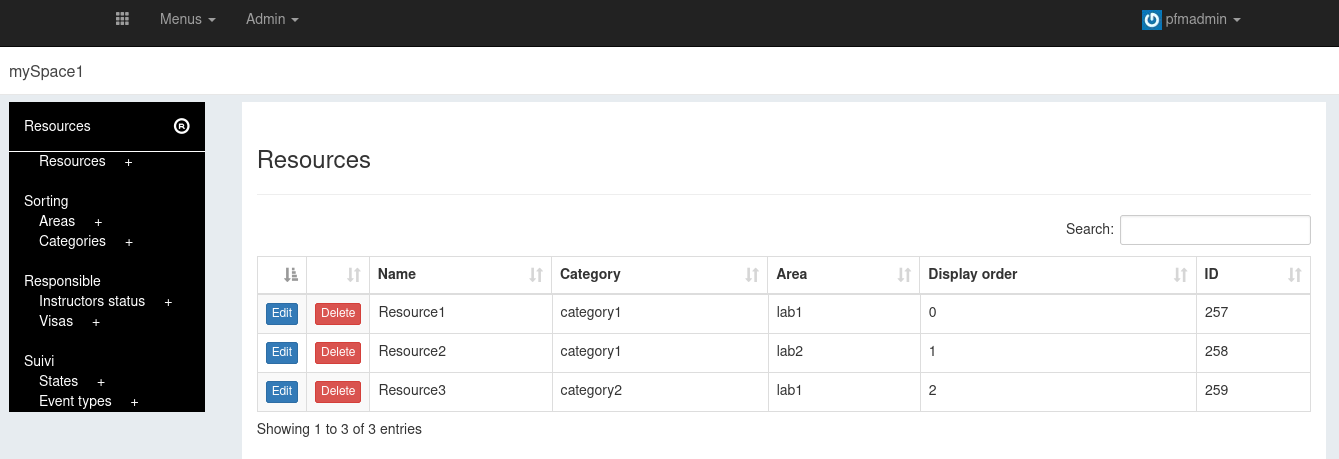 Menus Admin pfmadmin
mySpace1
Resources ®
Resources +
Sorting
Areas +
Categories +
Responsible
Instructors status +
Visas +
Suivi
States +
Event types +
Resources
Search:
Name Category Area Display order ID
Edit Delete Resource1 category1 lab1 0 257
Edit Delete Resource2 category1 lab2 1 258
Edit Delete Resource3 category2 lab1 2 259
Showing 1 to 3 of 3 entries